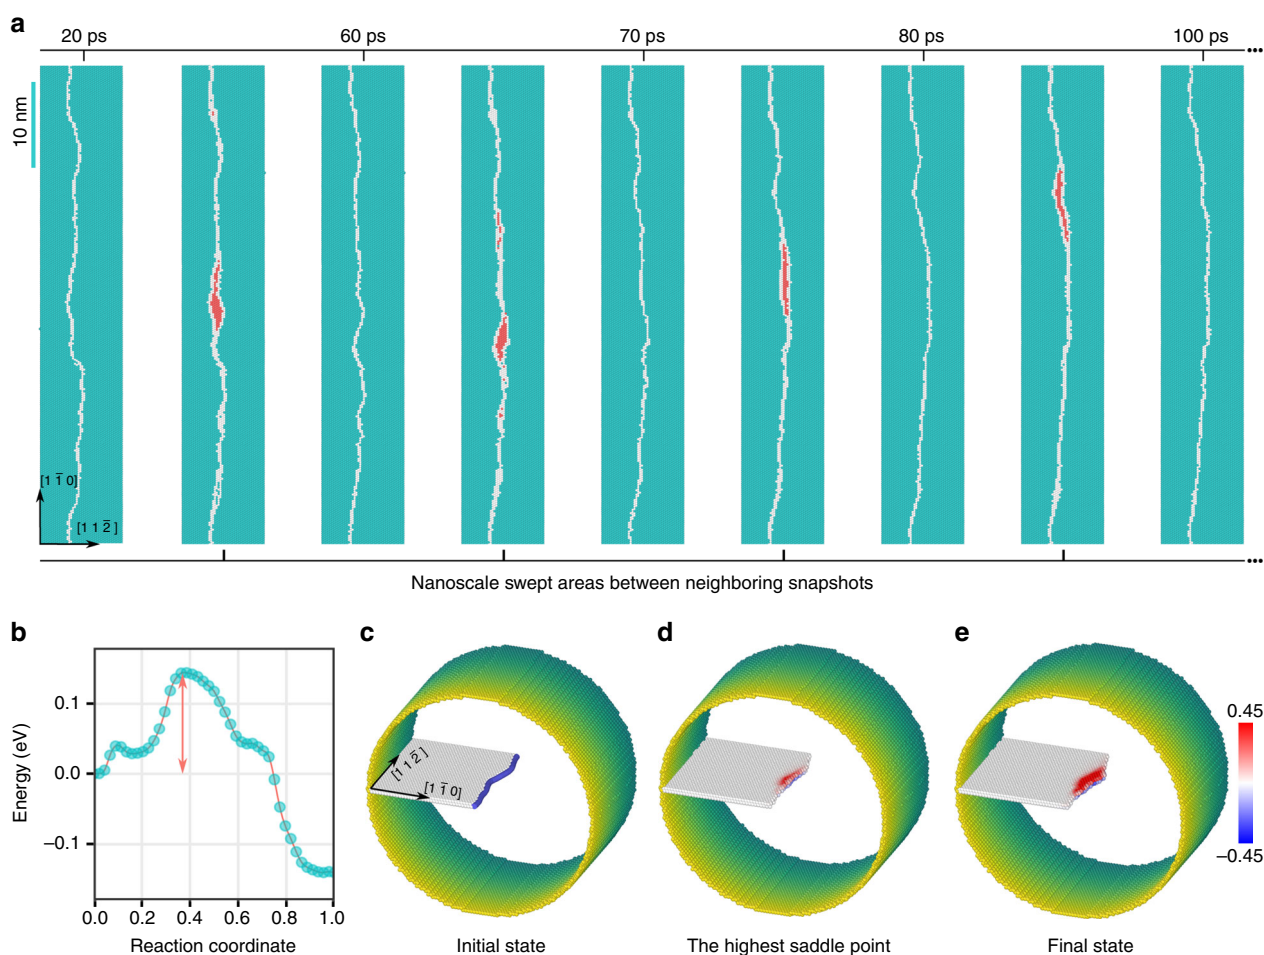 a
20 ps 60 ps 70 ps 80 ps 100 ps
10 nm
[1 1̅ 0]
[1 1 2̅ ]
Nanoscale swept areas between neighboring snapshots
b
Energy (eV)
0.1
0.0
−0.1
0.0 0.2 0.4 0.6 0.8 1.0
Reaction coordinate
c
[1 1 2̅ ]
[1 1̅ 0]
Initial state
d
The highest saddle point
e
Final state
0.45
−0.45